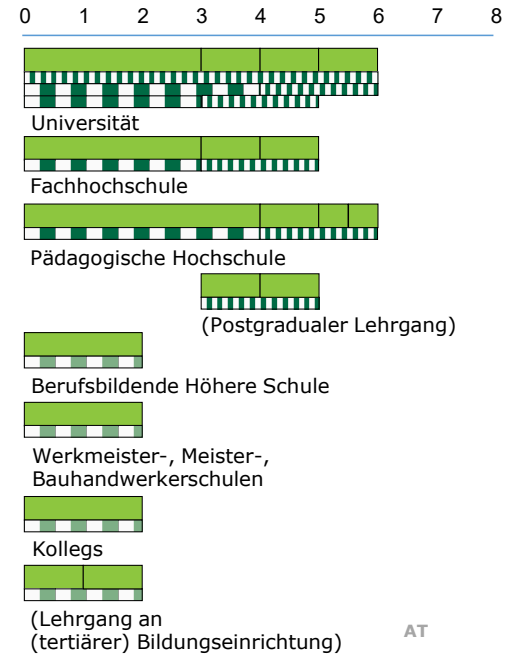 0 1 2 3 4 5 6 7 8
Universität
Fachhochschule
Pädagogische Hochschule
(Postgradualer Lehrgang)
Berufsbildende Höhere Schule
Werkmeister-, Meister-,
Bauhandwerkerschulen
Kollegs
(Lehrgang an
(tertiärer) Bildungseinrichtung)
AT